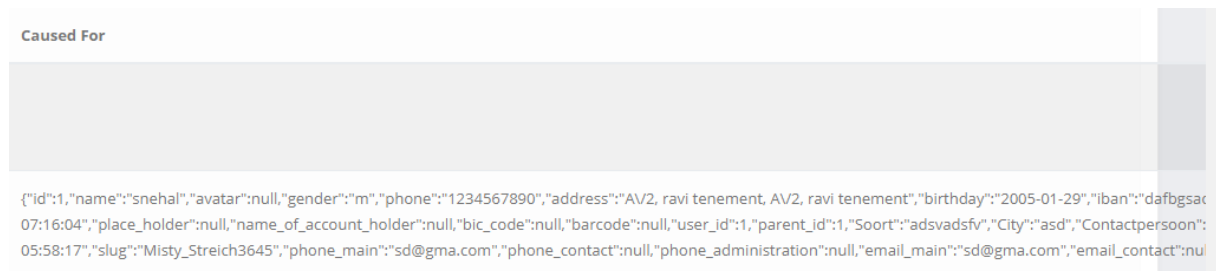 Caused For
{"id":1,"name":"snehal","avatar":null,"gender":"m","phone":"1234567890","address":"A\/2, ravi tenement, A\/2, ravi tenement","birthday":"2005-01-29","iban":"dafbgsad
07:16:04","place_holder":null,"name_of_account_holder":null,"bic_code":null,"barcode":null,"user_id":1,"parent_id":1,"Soort":"adsvadsfv","City":"asd","Contactpersoon":
05:58:17","slug":"Misty_Streich3645","phone_main":"sd@gma.com","phone_contact":null,"phone_administration":null,"email_main":"sd@gma.com","email_contact":nul